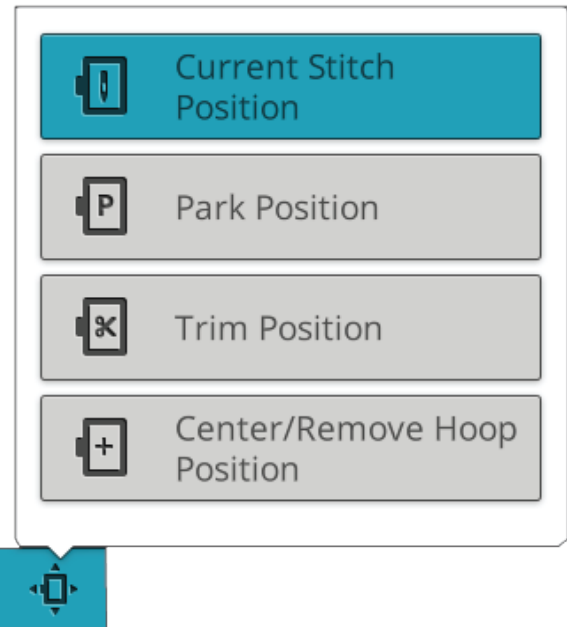 Current Stitch
Position
P
Park Position
Trim Position
Center/Remove Hoop
Position